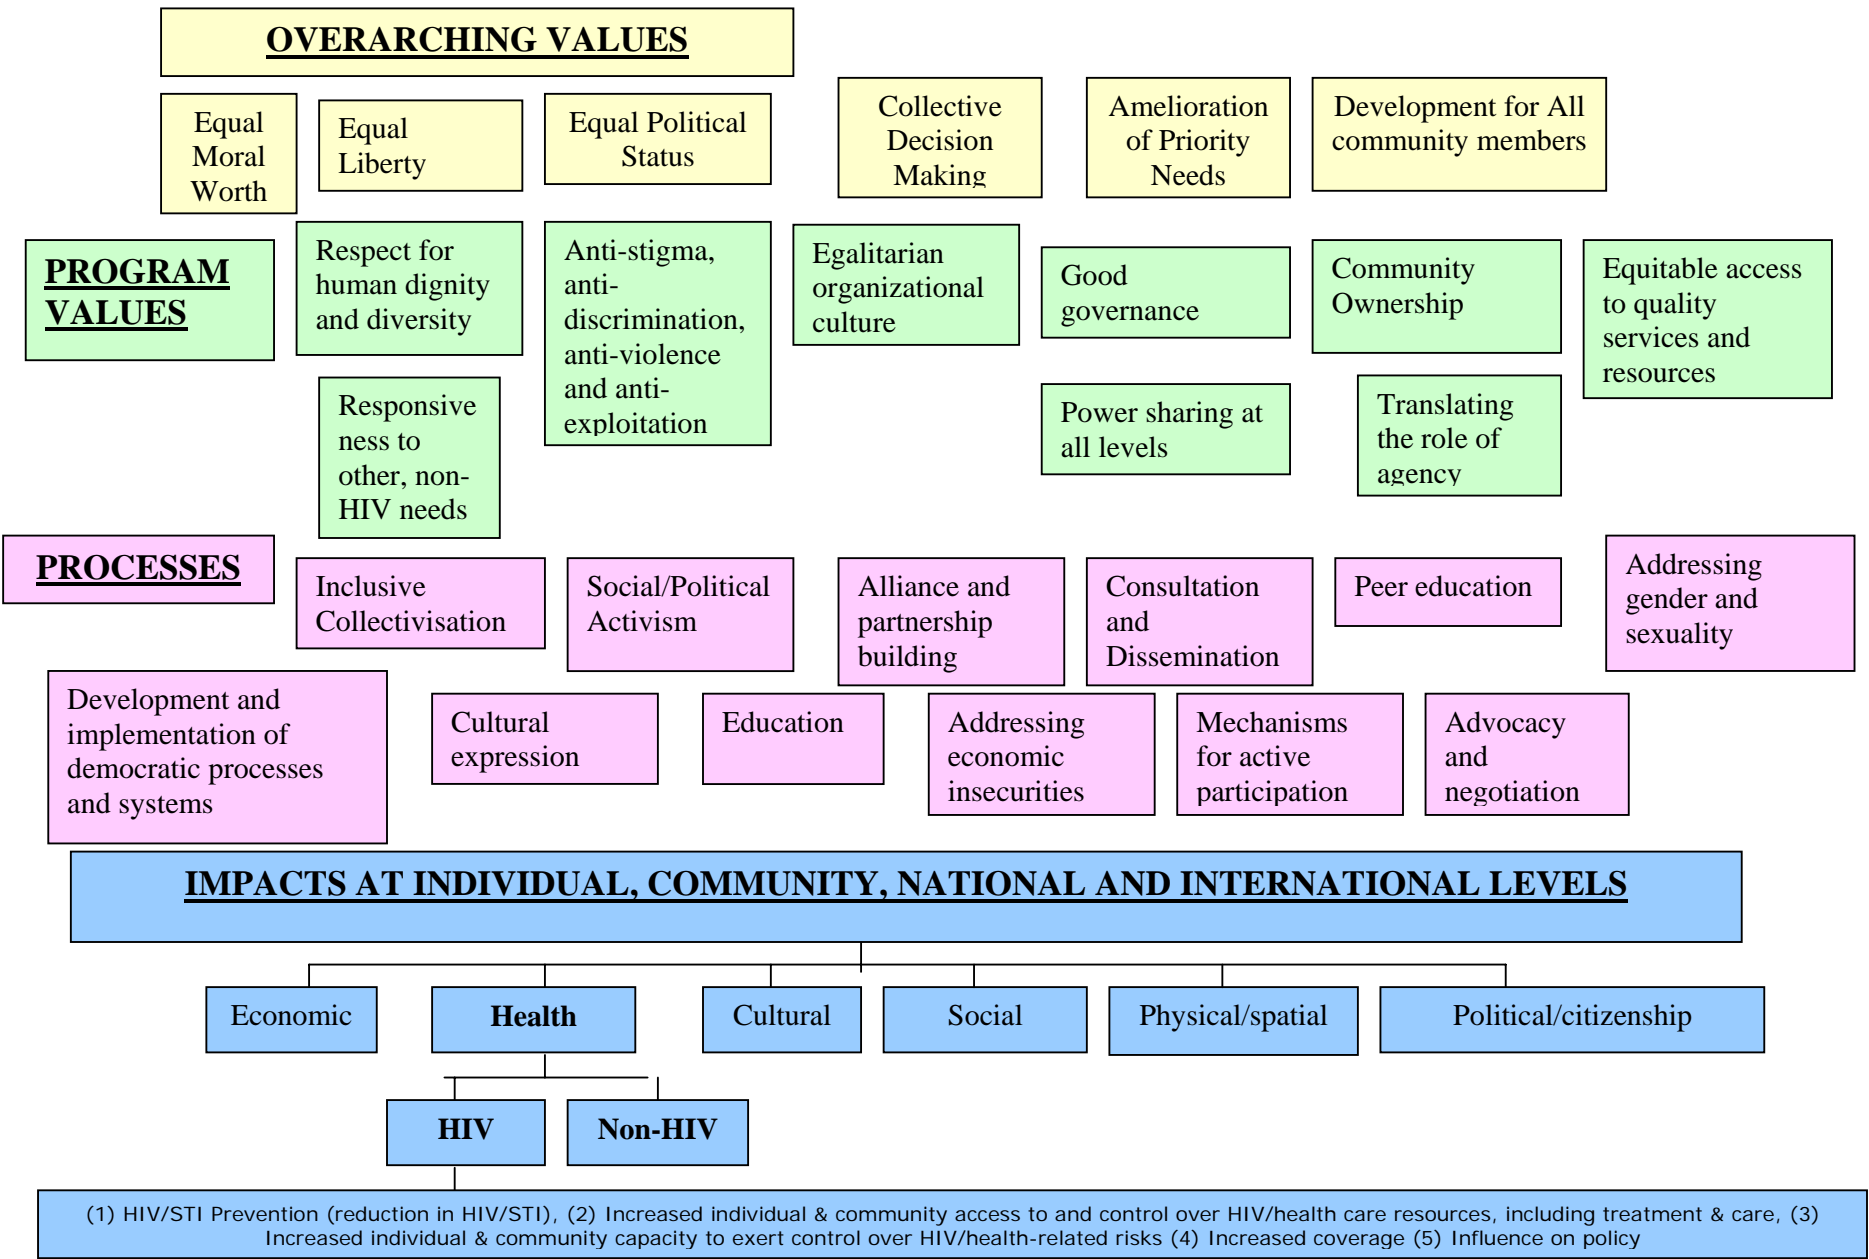 OVERARCHING VALUES
Equal
Moral
Worth
Equal
Liberty
Equal Political
Status
Collective
Decision
Making
Amelioration
of Priority
Needs
Development for All
community members
PROGRAM
VALUES
Respect for
human dignity
and diversity
Anti-stigma,
anti-
discrimination,
anti-violence
and anti-
exploitation
Egalitarian
organizational
culture
Good
governance
Community
Ownership
Equitable access
to quality
services and
resources
Responsive
ness to
other, non-
HIV needs
Power sharing at
all levels
Translating
the role of
agency
PROCESSES
Inclusive
Collectivisation
Social/Political
Activism
Alliance and
partnership
building
Consultation
and
Dissemination
Peer education
Addressing
gender and
sexuality
Development and
implementation of
democratic processes
and systems
Cultural
expression
Education
Addressing
economic
insecurities
Mechanisms
for active
participation
Advocacy
and
negotiation
IMPACTS AT INDIVIDUAL, COMMUNITY, NATIONAL AND INTERNATIONAL LEVELS
Economic
Health
Cultural
Social
Physical/spatial
Political/citizenship
HIV
Non-HIV
(1) HIV/STI Prevention (reduction in HIV/STI), (2) Increased individual & community access to and control over HIV/health care resources, including treatment & care, (3)
Increased individual & community capacity to exert control over HIV/health-related risks (4) Increased coverage (5) Influence on policy